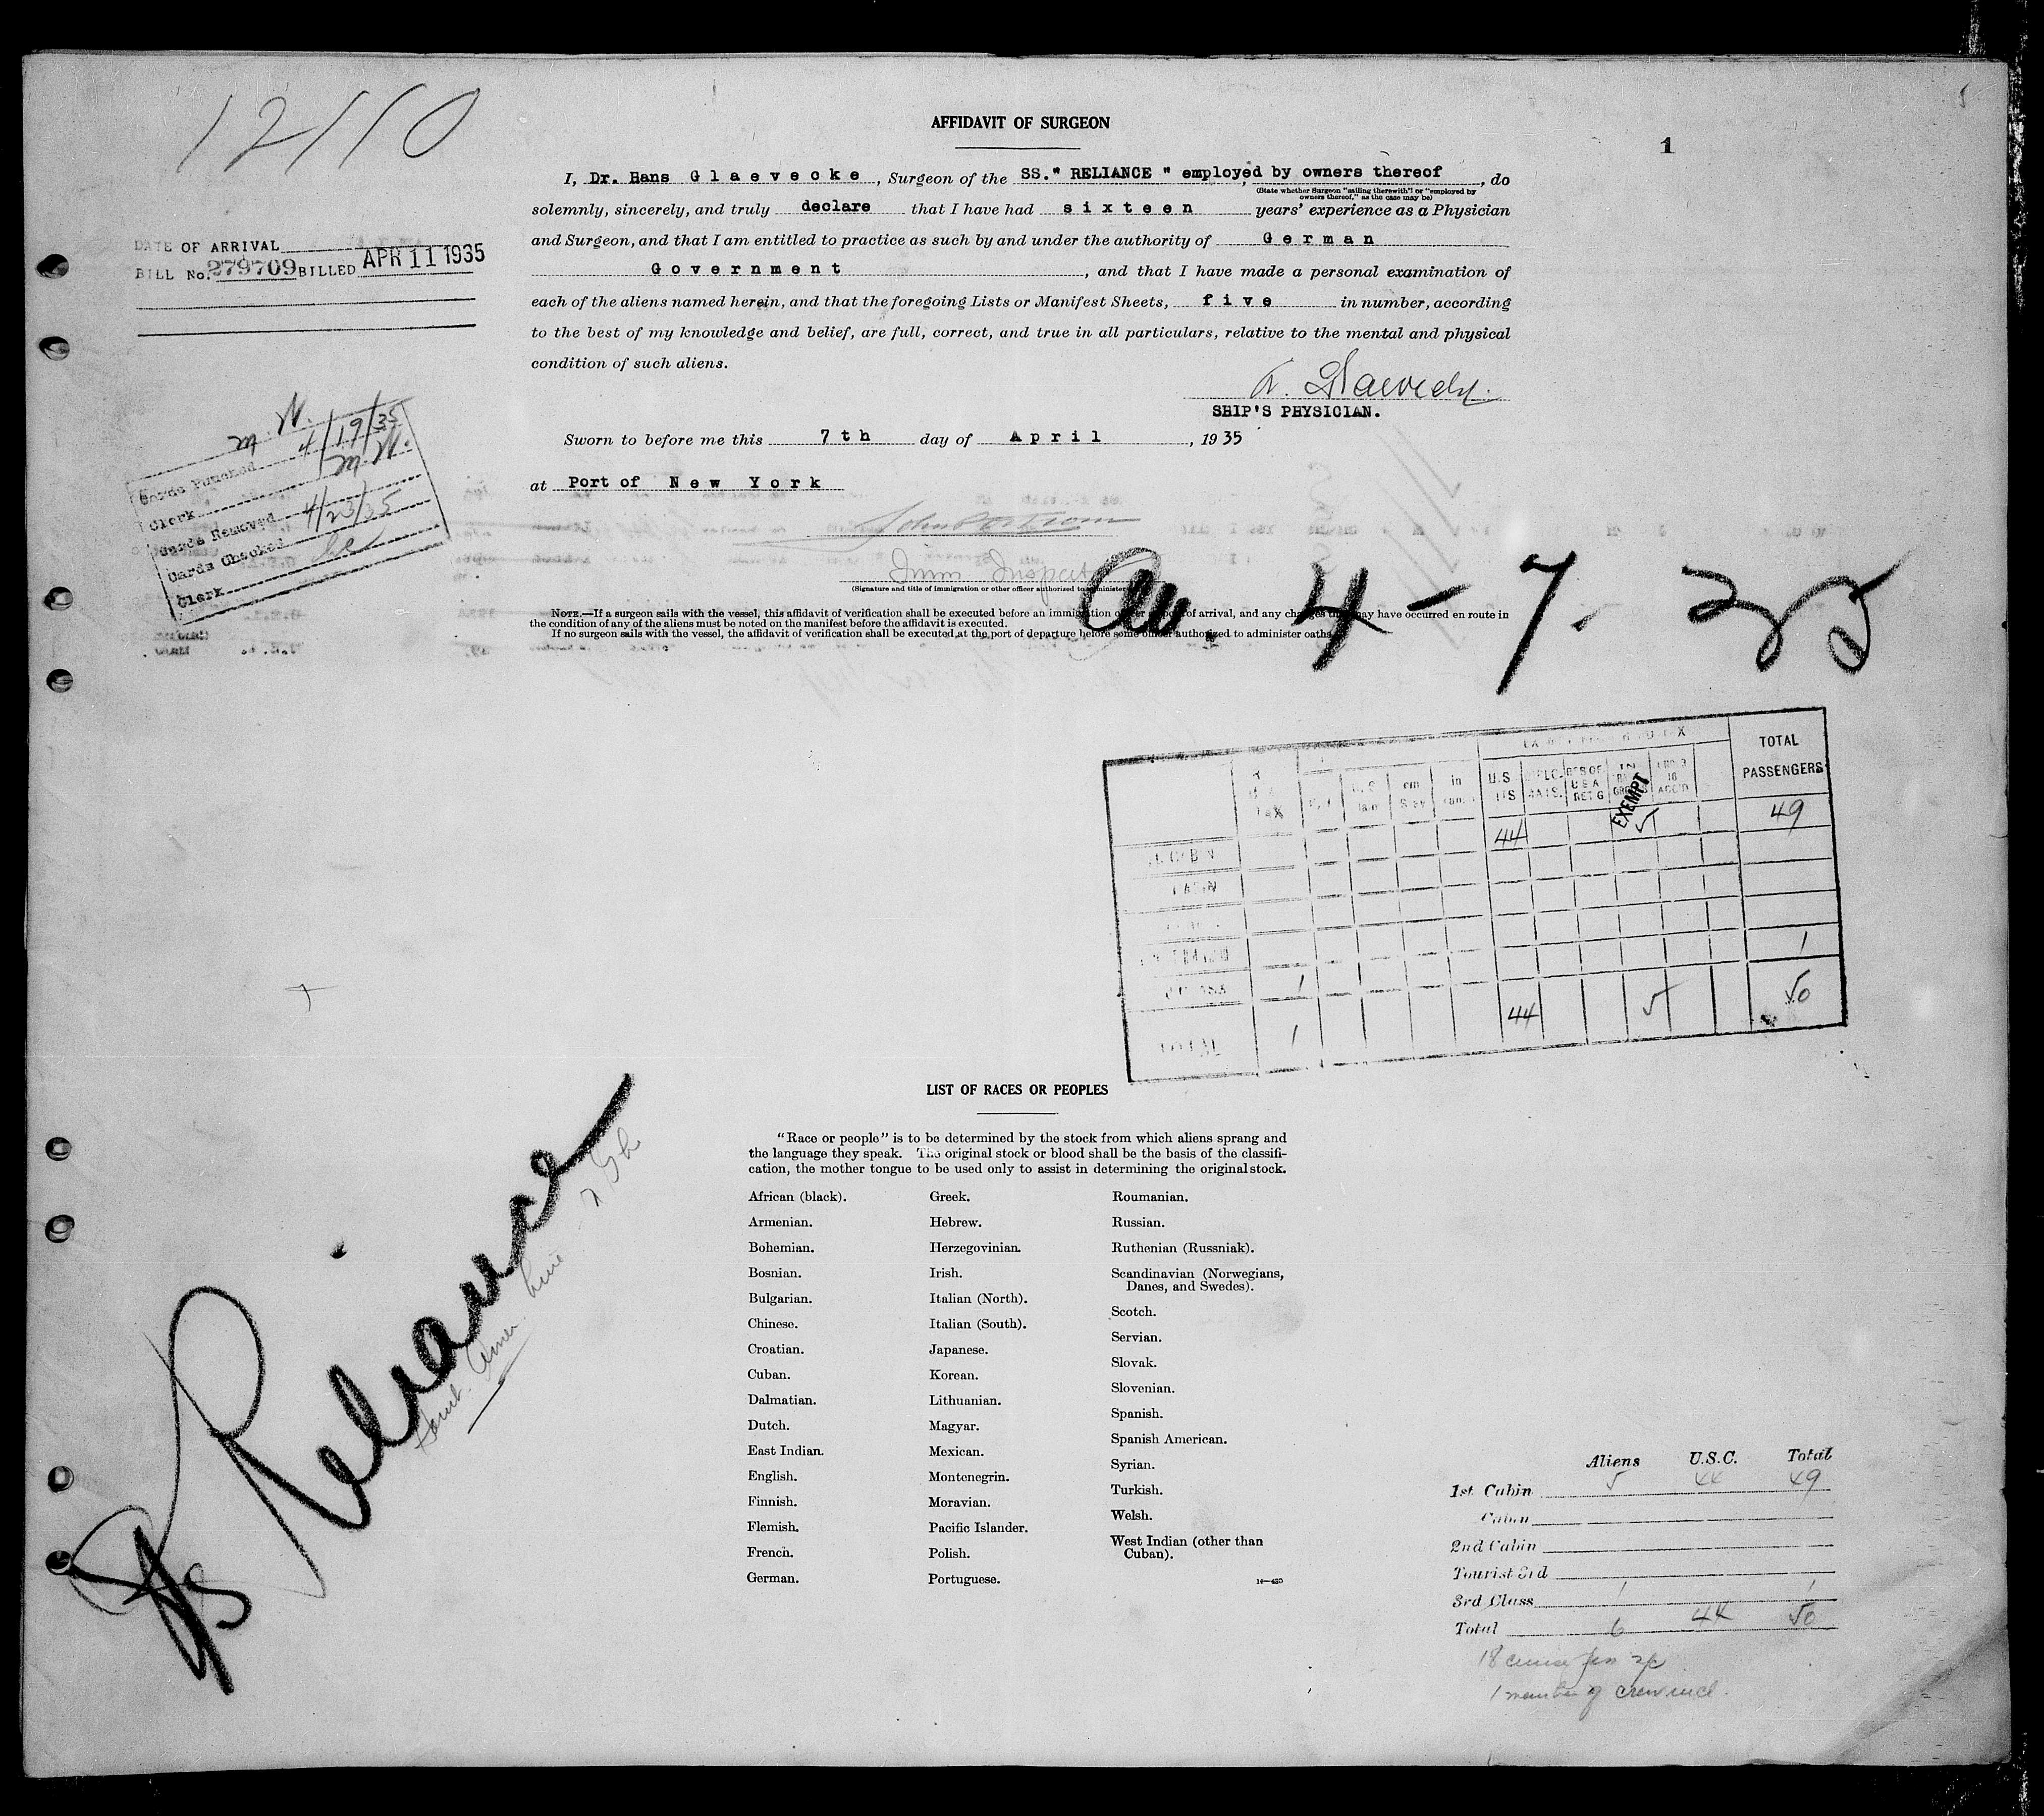 12110
AFFIDAVIT OF SURGEON
1
I, Dr. Hans Glaevecke, Surgeon of the SS." RELIANCE " employed by owners thereof, do
(State whether Surgeon "sailing therewith" or "employed by
owners thereof," as the case may be)
solemnly, sincerely, and truly declare that I have had sixteen years' experience as a Physician
and Surgeon, and that I am entitled to practice as such by and under the authority of German
Government, and that I have made a personal examination of
each of the aliens named herein, and that the foregoing Lists or Manifest Sheets, five in number, according
to the best of my knowledge and belief, are full, correct, and true in all particulars, relative to the mental and physical
condition of such aliens.
SHIP'S PHYSICIAN.
Sworn to before me this 7th day of April, 1935
at Port of New York
Imm Inspect
(Signature and title of immigration or other officer authorized to administer
NOTE.—If a surgeon sails with the vessel, this affidavit of verification shall be executed before an immigration officer at port of arrival, and any changes that may have occurred en route in
the condition of any of the aliens must be noted on the manifest before the affidavit is executed.
If no surgeon sails with the vessel, the affidavit of verification shall be executed at the port of departure before some officer authorized to administer oaths.
DATE OF ARRIVAL
BILL No. 279709 BILLED APR 11 1935
m. N.
Cards Punched 4/19/35
Clerk m N.
Cards Removed
Cards Checked 4/23/35
Clerk
4-7-35
TOTAL
PASSENGERS
U.S.
EXEMPT
44 5 49
1 1
TOTAL 1 44 5 50
SS Reliance
Hamb. Amer. Line
LIST OF RACES OR PEOPLES
"Race or people" is to be determined by the stock from which aliens sprang and
the language they speak. The original stock or blood shall be the basis of the classifi-
cation, the mother tongue to be used only to assist in determining the original stock.
African (black).
Armenian.
Bohemian.
Bosnian.
Bulgarian.
Chinese.
Croatian.
Cuban.
Dalmatian.
Dutch.
East Indian.
English.
Finnish.
Flemish.
French.
German.
Greek.
Hebrew.
Herzegovinian.
Irish.
Italian (North).
Italian (South).
Japanese.
Korean.
Lithuanian.
Magyar.
Mexican.
Montenegrin.
Moravian.
Pacific Islander.
Polish.
Portuguese.
Roumanian.
Russian.
Ruthenian (Russniak).
Scandinavian (Norwegians,
Danes, and Swedes).
Scotch.
Servian.
Slovak.
Slovenian.
Spanish.
Spanish American.
Syrian.
Turkish.
Welsh.
West Indian (other than
Cuban).
Aliens U.S.C. Total
1st Cabin 5 44 49
Cabin
2nd Cabin
Tourist 3rd
3rd Class 1 1
Total 6 44 50
18 cruise
1 member of crew incl.